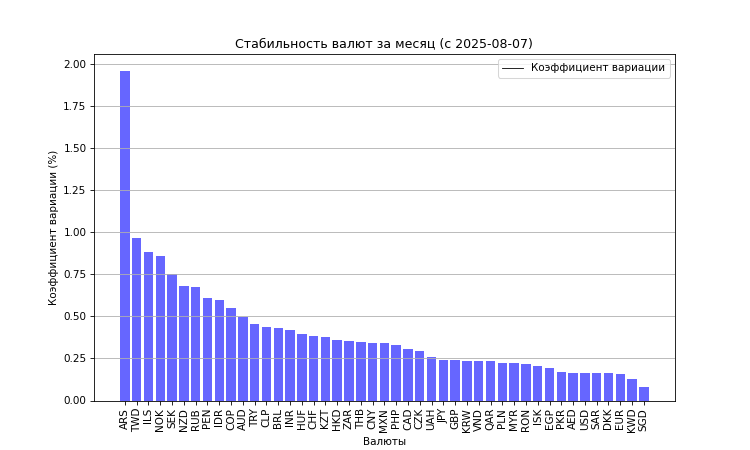 Стабильность валют за месяц (с 2025-08-07)
Коэффициент вариации
Коэффициент вариации (%)
2.00
1.75
1.50
1.25
1.00
0.75
0.50
0.25
0.00
ARS
TWD
ILS
NOK
SEK
NZD
RUB
PEN
IDR
COP
AUD
TRY
CLP
BRL
INR
HUF
CHF
KZT
HKD
ZAR
THB
CNY
MXN
PHP
CAD
CZK
UAH
JPY
GBP
KRW
VND
QAR
PLN
MYR
RON
ISK
EGP
PKR
AED
USD
SAR
DKK
EUR
KWD
SGD
Валюты